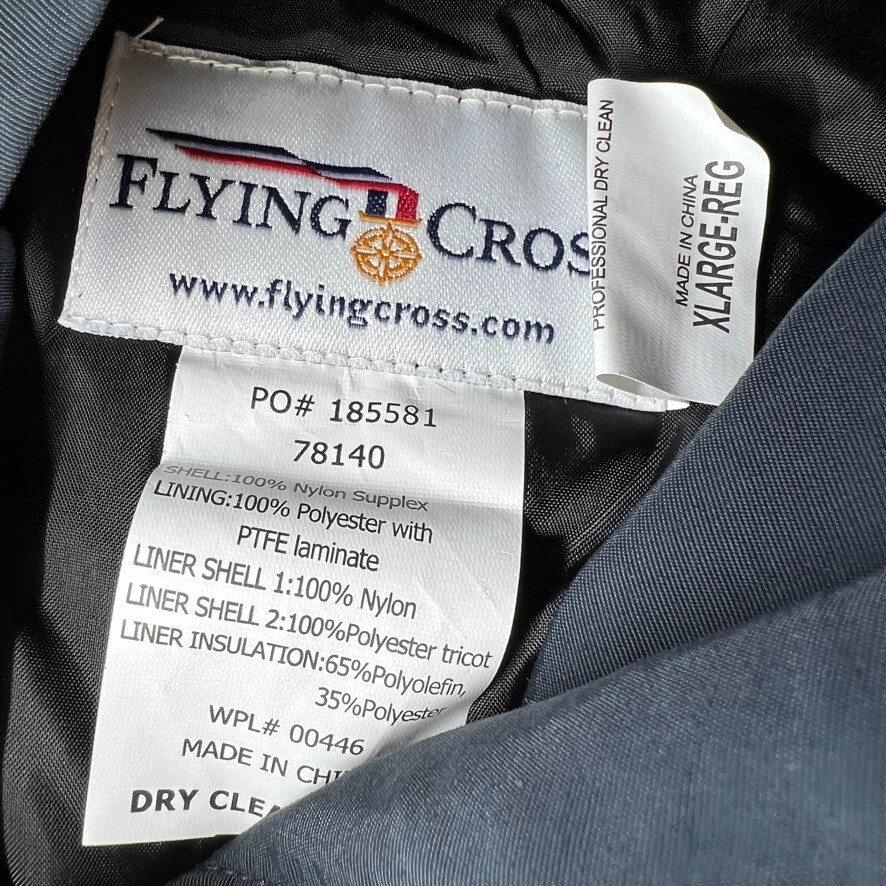 FLYING CROS
www.flyingcross.com
PROFESSIONAL DRY CLEAN
MADE IN CHINA
XLARGE-REG
PO# 185581
78140
SHELL:100% Nylon Supplex
LINING:100% Polyester with
PTFE laminate
LINER SHELL 1:100% Nylon
LINER SHELL 2:100%Polyester tricot
LINER INSULATION:65%Polyolefin,
35%Polyester
WPL# 00446
MADE IN CHI
DRY CLEA